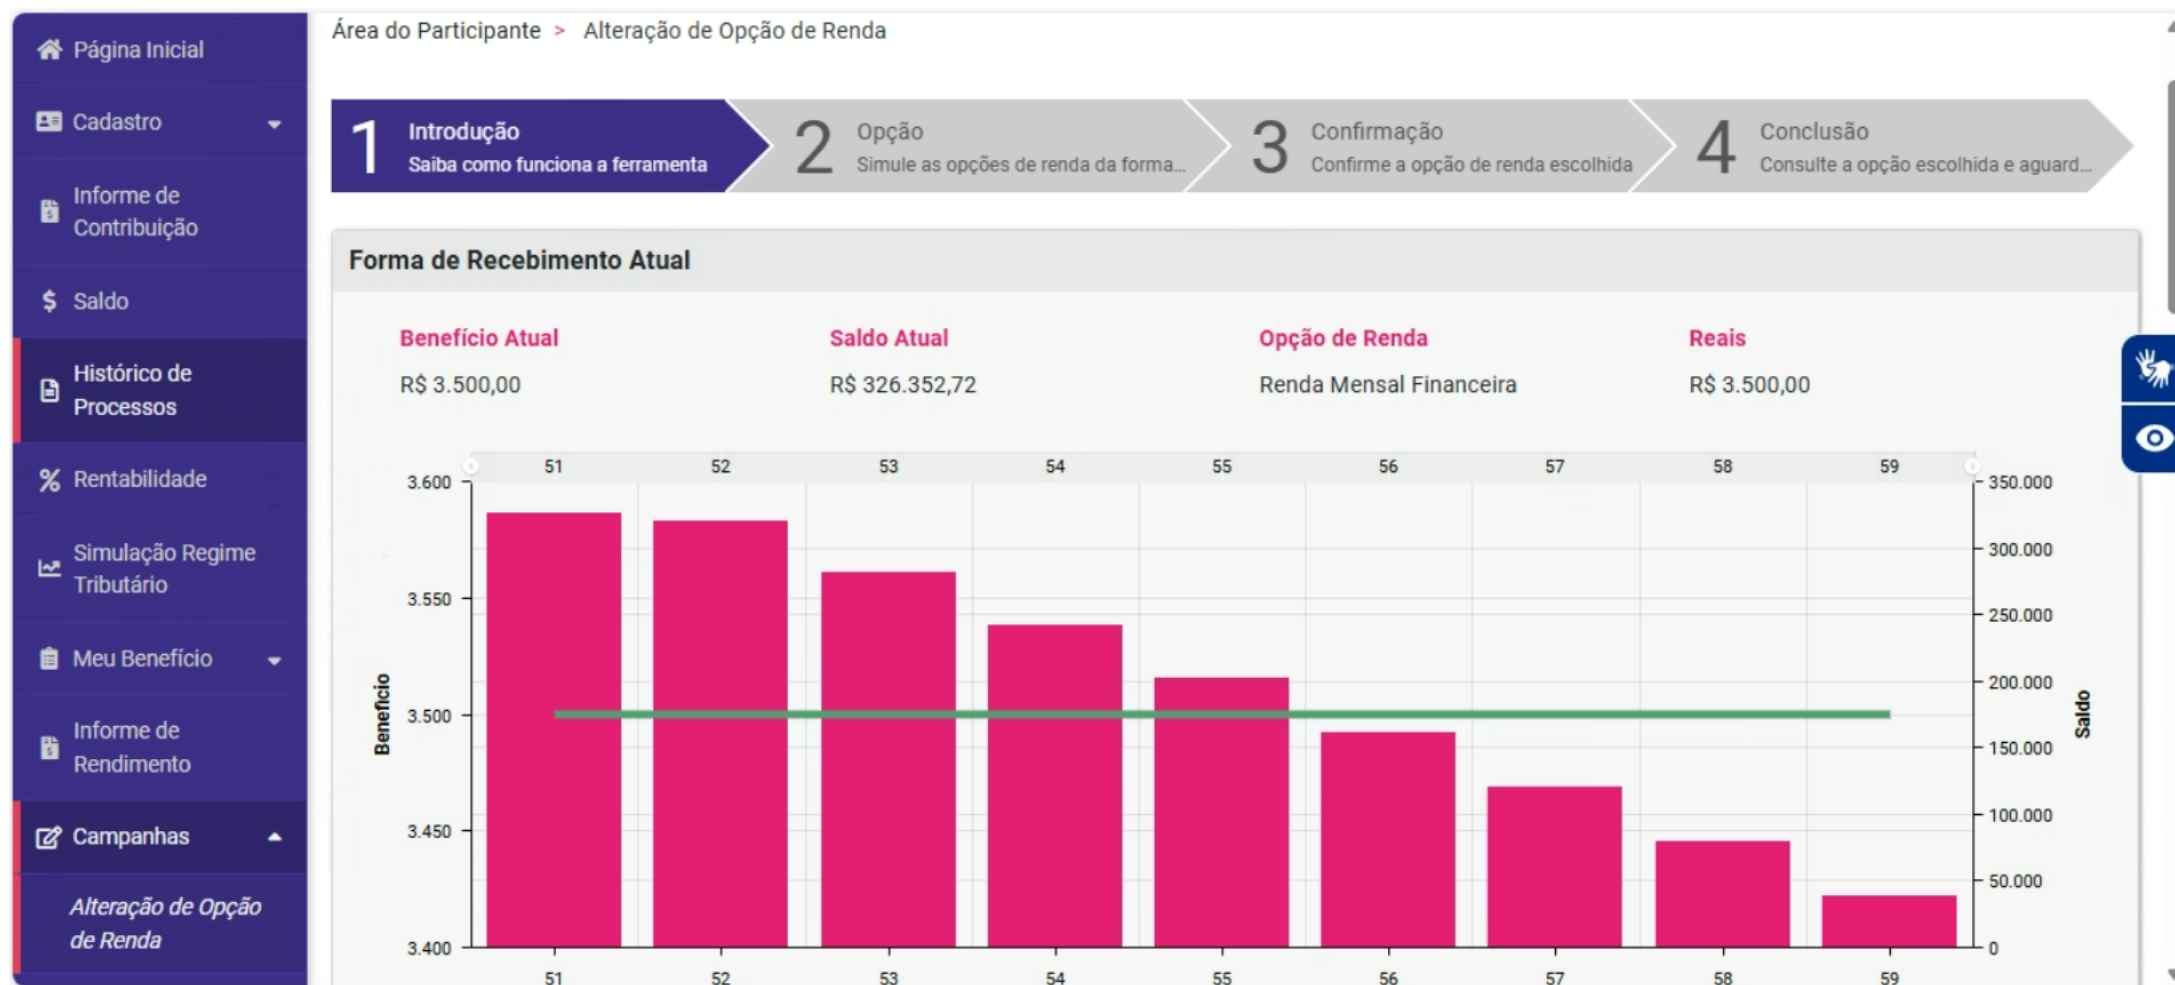 Página Inicial
Cadastro
Informe de
Contribuição
Saldo
Histórico de
Processos
Rentabilidade
Simulação Regime
Tributário
Meu Benefício
Informe de
Rendimento
Campanhas
Alteração de Opção
de Renda
Área do Participante > Alteração de Opção de Renda
1 Introdução
Saiba como funciona a ferramenta
2 Opção
Simule as opções de renda da forma...
3 Confirmação
Confirme a opção de renda escolhida
4 Conclusão
Consulte a opção escolhida e aguard...
Forma de Recebimento Atual
Benefício Atual Saldo Atual Opção de Renda Reais
R$ 3.500,00 R$ 326.352,72 Renda Mensal Financeira R$ 3.500,00
51 52 53 54 55 56 57 58 59
3.600
3.550
3.500
3.450
3.400
Beneficio
350.000
300.000
250.000
200.000
150.000
100.000
50.000
0
Saldo
51 52 53 54 55 56 57 58 59